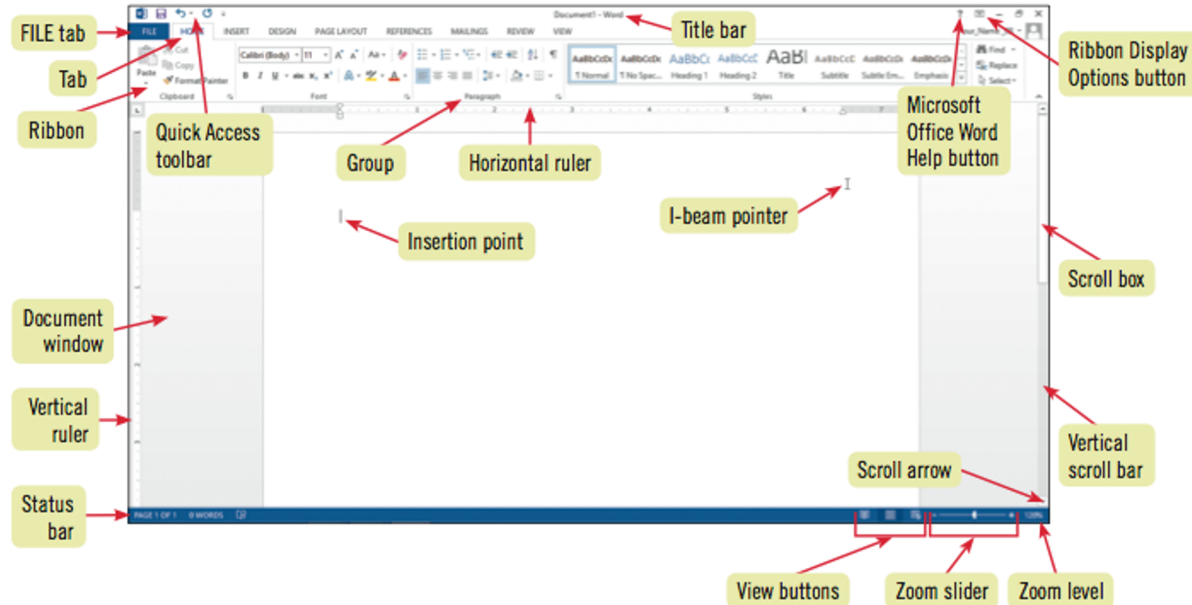 Document1 - Word
FILE tab
Title bar
FILE
HOME
INSERT
DESIGN
PAGE LAYOUT
REFERENCES
MAILINGS
REVIEW
VIEW
Ribbon Display
Options button
Tab
Cut
Copy
Format Painter
Paste
Calibri (Body)
11
Find
Replace
Select
AaBbCcDc
AaBbCcDc
AaBbCc
AaBbCcC
AaBl
AaBbCcC
AaBbCcDc
AaBbCcDc
¶ Normal
¶ No Spac...
Heading 1
Heading 2
Title
Subtitle
Subtle Em...
Emphasis
Clipboard
Font
Paragraph
Styles
Ribbon
Quick Access
toolbar
Group
Horizontal ruler
Microsoft
Office Word
Help button
I-beam pointer
Insertion point
Scroll box
Document
window
Vertical
ruler
Vertical
scroll bar
Scroll arrow
Status
bar
PAGE 1 OF 1
0 WORDS
120%
View buttons
Zoom slider
Zoom level